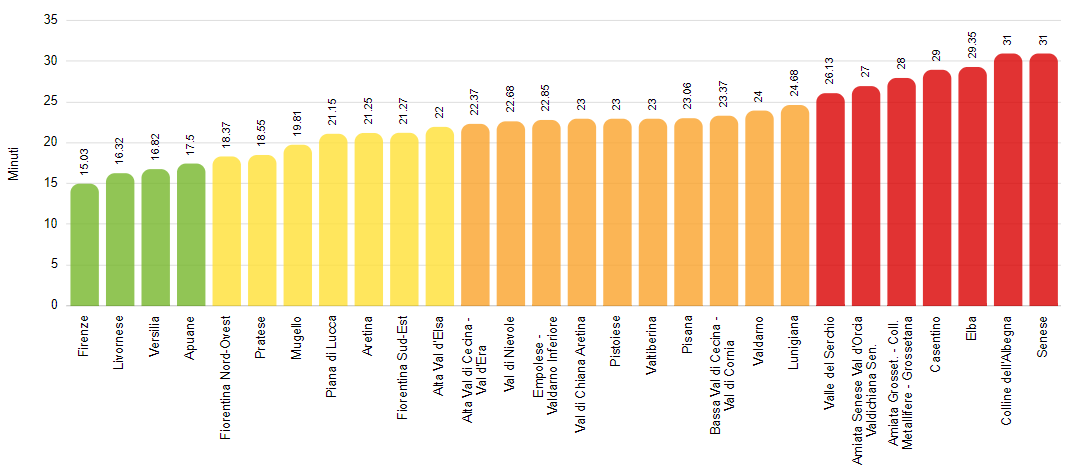 35
30
25
20
15
10
5
0
Minuti
15.03
16.32
16.82
17.5
18.37
18.55
19.81
21.15
21.25
21.27
22
22.37
22.68
22.85
23
23
23
23.06
23.37
24
24.68
26.13
27
28
29
29.35
31
31
Firenze
Livornese
Versilia
Apuane
Fiorentina Nord-Ovest
Pratese
Mugello
Piana di Lucca
Aretina
Fiorentina Sud-Est
Alta Val d'Elsa
Alta Val di Cecina -
Val d'Era
Val di Nievole
Empolese -
Valdarno Inferiore
Val di Chiana Aretina
Pistoiese
Valtiberina
Pisana
Bassa Val di Cecina -
Val di Cornia
Valdarno
Lunigiana
Valle del Serchio
Amiata Senese Val d'Orcia
Valdichiana Sen.
Amiata Grosset. - Coll.
Metallifere - Grossetana
Casentino
Elba
Colline dell'Albegna
Senese